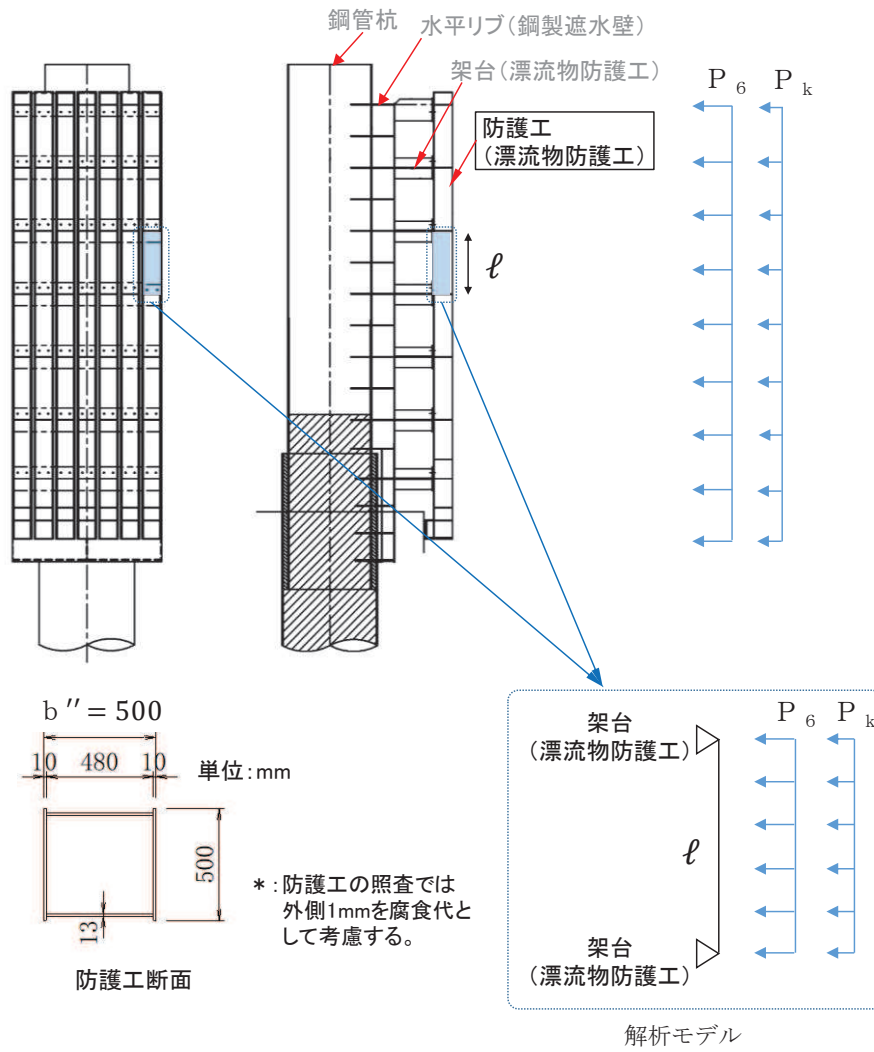 鋼管杭
水平リブ(鋼製遮水壁)
架台(漂流物防護工)
防護工
(漂流物防護工)
P 6
P k
ℓ
b ″ = 500
10 480 10
単位:mm
500
13
*:防護工の照査では
外側1mmを腐食代と
して考慮する。
防護工断面
架台
(漂流物防護工)
P 6
P k
ℓ
架台
(漂流物防護工)
解析モデル